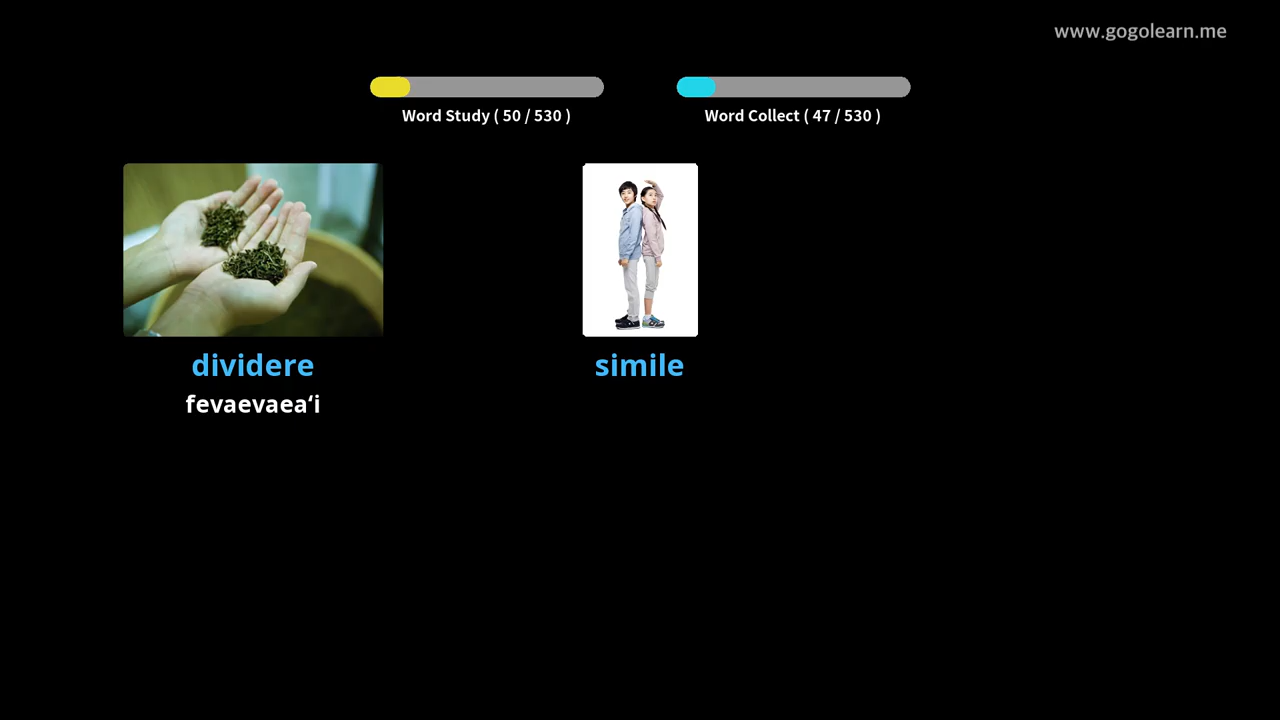 www.gogolearn.me
Word Study ( 50 / 530 )
Word Collect ( 47 / 530 )
dividere
fevaevaea‘i
simile